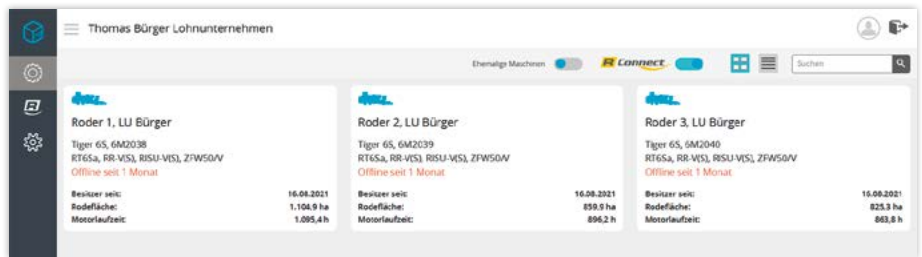 Thomas Bürger Lohnunternehmen
Ehemalige Maschinen
R Connect
Suchen
Roder 1, LU Bürger
Tiger 6S, 6M2038
RT6Sa, RR-V(S), RISU-V(S), ZFW50/V
Offline seit 1 Monat
Besitzer seit: 16.08.2021
Rodefläche: 1.104,9 ha
Motorlaufzeit: 1.095,4 h
Roder 2, LU Bürger
Tiger 6S, 6M2039
RT6Sa, RR-V(S), RISU-V(S), ZFW50/V
Offline seit 1 Monat
Besitzer seit: 16.08.2021
Rodefläche: 859,9 ha
Motorlaufzeit: 896,2 h
Roder 3, LU Bürger
Tiger 6S, 6M2040
RT6Sa, RR-V(S), RISU-V(S), ZFW50/V
Offline seit 1 Monat
Besitzer seit: 16.08.2021
Rodefläche: 825,3 ha
Motorlaufzeit: 863,8 h